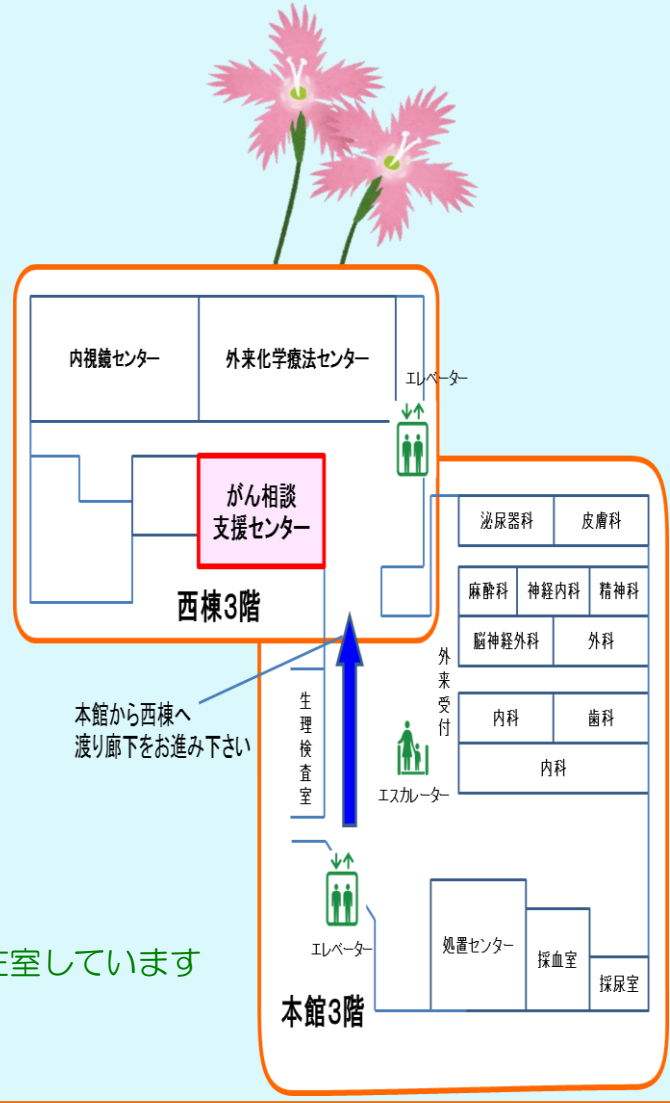 内視鏡センター
外来化学療法センター
エレベーター
がん相談
支援センター
西棟3階
泌尿器科
皮膚科
麻酔科
神経内科
精神科
脳神経外科
外科
外来受付
本館から西棟へ
渡り廊下をお進み下さい
生理検査室
内科
歯科
内科
エスカレーター
エレベーター
処置センター
採血室
採尿室
本館3階
室しています